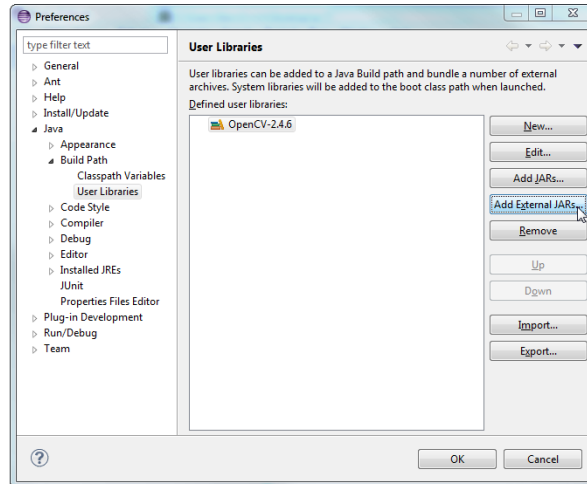 Preferences
type filter text
General
Ant
Help
Install/Update
Java
Appearance
Build Path
Classpath Variables
User Libraries
Code Style
Compiler
Debug
Editor
Installed JREs
JUnit
Properties Files Editor
Plug-in Development
Run/Debug
Team
User Libraries
User libraries can be added to a Java Build path and bundle a number of external
archives. System libraries will be added to the boot class path when launched.
Defined user libraries:
OpenCV-2.4.6
New...
Edit...
Add JARs...
Add External JARs...
Remove
Up
Down
Import...
Export...
?
OK
Cancel